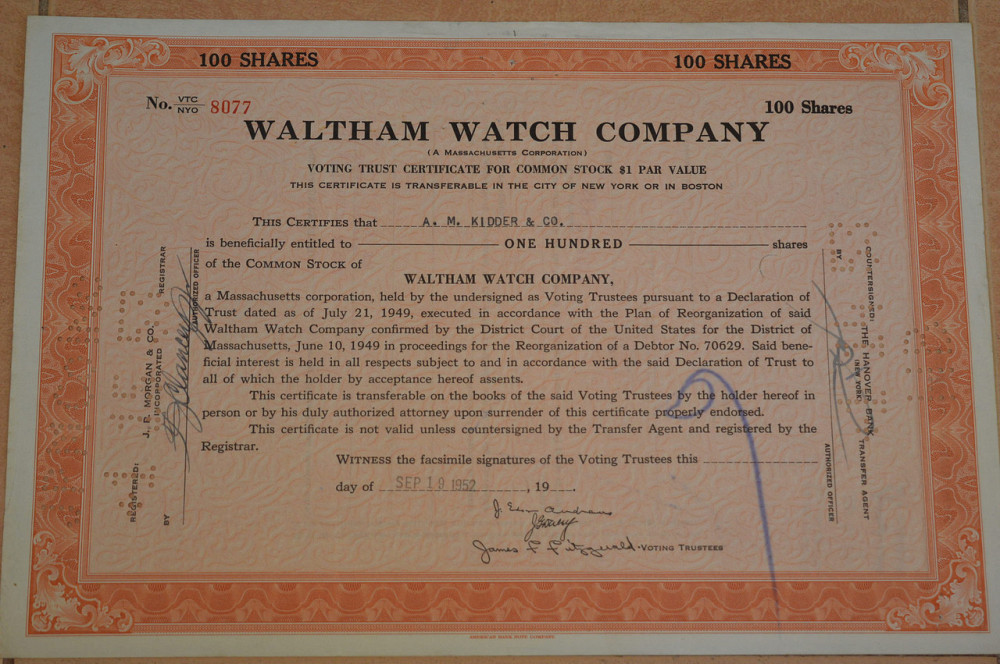 100 SHARES 100 SHARES
No. VTC/NYO 8077 100 Shares
WALTHAM WATCH COMPANY
(A MASSACHUSETTS CORPORATION)
VOTING TRUST CERTIFICATE FOR COMMON STOCK $1 PAR VALUE
THIS CERTIFICATE IS TRANSFERABLE IN THE CITY OF NEW YORK OR IN BOSTON
THIS CERTIFIES that A. M. KIDDER & CO.
is beneficially entitled to ONE HUNDRED shares
of the COMMON STOCK of
WALTHAM WATCH COMPANY,
a Massachusetts corporation, held by the undersigned as Voting Trustees pursuant to a Declaration of
Trust dated as of July 21, 1949, executed in accordance with the Plan of Reorganization of said
Waltham Watch Company confirmed by the District Court of the United States for the District of
Massachusetts, June 10, 1949 in proceedings for the Reorganization of a Debtor No. 70629. Said bene-
ficial interest is held in all respects subject to and in accordance with the said Declaration of Trust to
all of which the holder by acceptance hereof assents.
This certificate is transferable on the books of the said Voting Trustees by the holder hereof in
person or by his duly authorized attorney upon surrender of this certificate properly endorsed.
This certificate is not valid unless countersigned by the Transfer Agent and registered by the
Registrar.
WITNESS the facsimile signatures of the Voting Trustees this
day of SEP 19 1952, 19
James F. Fitzgerald - VOTING TRUSTEES
REGISTERED:
J. P. MORGAN & CO.
INCORPORATED
REGISTRAR
BY
AUTHORIZED OFFICER
COUNTERSIGNED:
THE HANOVER BANK
(NEW YORK)
TRANSFER AGENT
BY
AUTHORIZED OFFICER
AMERICAN BANK NOTE COMPANY